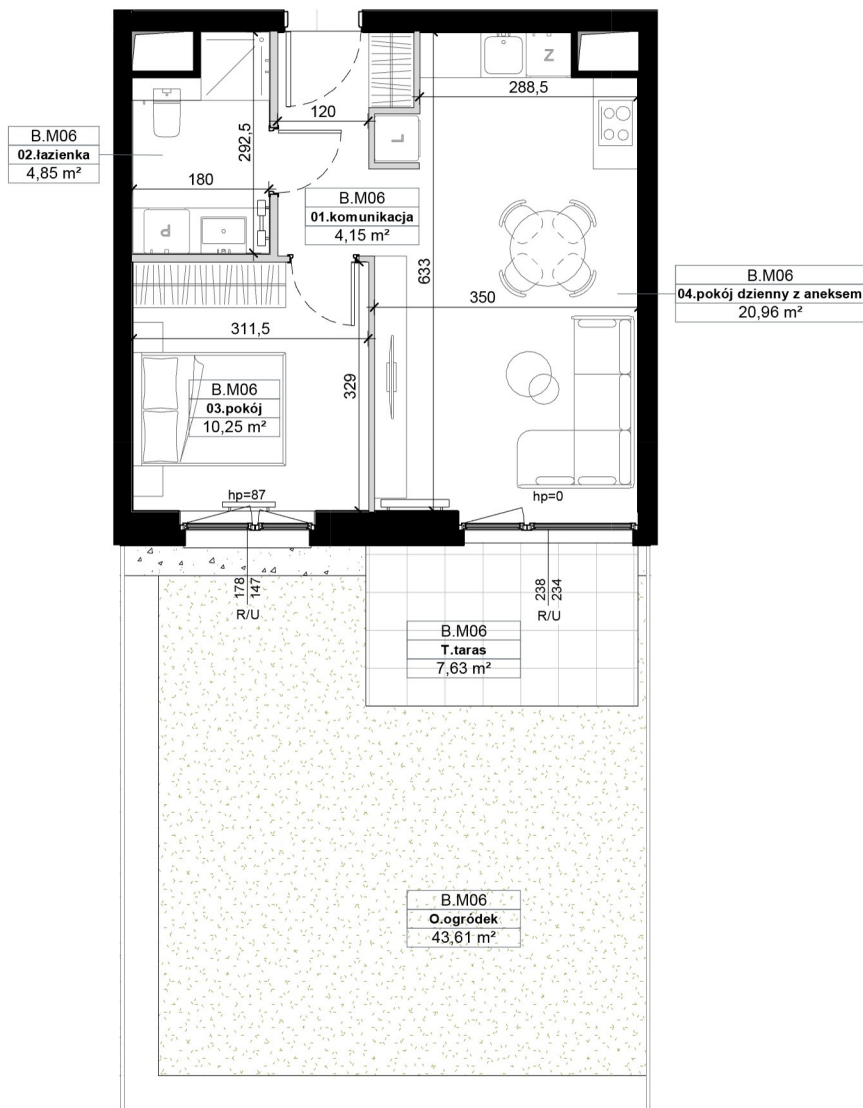 Z
288,5
120
L
B.M06
02.łazienka
4,85 m²
292,5
180
B.M06
01.komunikacja
4,15 m²
P
633
350
B.M06
04.pokój dzienny z aneksem
20,96 m²
311,5
329
B.M06
03.pokój
10,25 m²
hp=87
hp=0
178
147
R/U
238
234
R/U
B.M06
T.taras
7,63 m²
B.M06
O.ogródek
43,61 m²